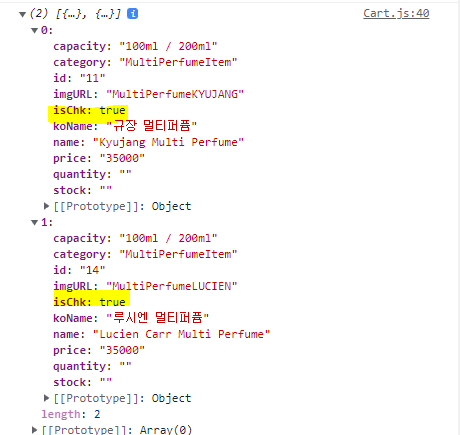 (2) [{…}, {…}] i Cart.js:40
0:
capacity: "100ml / 200ml"
category: "MultiPerfumeItem"
id: "11"
imgURL: "MultiPerfumeKYUJANG"
isChk: true
koName: "규장 멀티퍼퓸"
name: "Kyujang Multi Perfume"
price: "35000"
quantity: ""
stock: ""
[[Prototype]]: Object
1:
capacity: "100ml / 200ml"
category: "MultiPerfumeItem"
id: "14"
imgURL: "MultiPerfumeLUCIEN"
isChk: true
koName: "루시엔 멀티퍼퓸"
name: "Lucien Carr Multi Perfume"
price: "35000"
quantity: ""
stock: ""
[[Prototype]]: Object
length: 2
[[Prototype]]: Array(0)